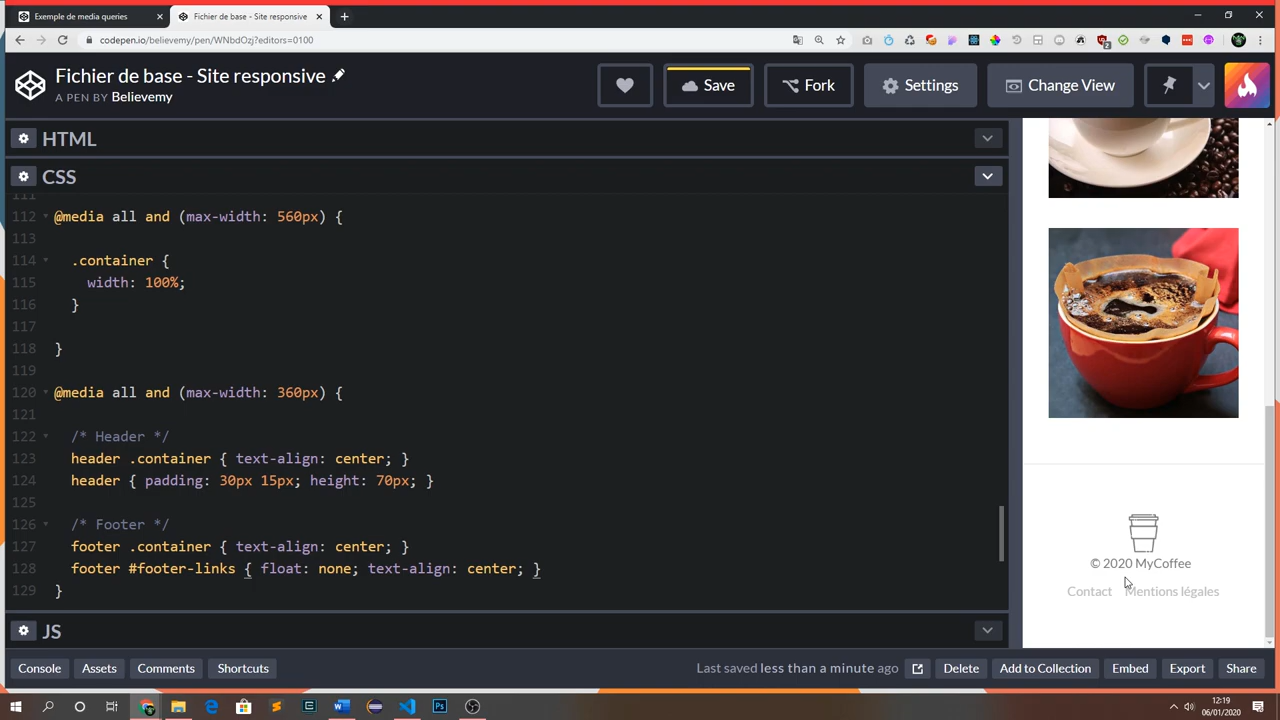 Exemple de media queries
Fichier de base - Site responsive
codepen.io/believemy/pen/WNbdOzj?editors=0100
Fichier de base - Site responsive
A PEN BY Believemy
Save
Fork
Settings
Change View
HTML
CSS
111
112 @media all and (max-width: 560px) {
113
114 .container {
115 width: 100%;
116 }
117
118 }
119
120 @media all and (max-width: 360px) {
121
122 /* Header */
123 header .container { text-align: center; }
124 header { padding: 30px 15px; height: 70px; }
125
126 /* Footer */
127 footer .container { text-align: center; }
128 footer #footer-links { float: none; text-align: center; }
129 }
© 2020 MyCoffee
Contact Mentions légales
JS
Console
Assets
Comments
Shortcuts
Last saved less than a minute ago
Delete
Add to Collection
Embed
Export
Share
12:19
06/01/2020